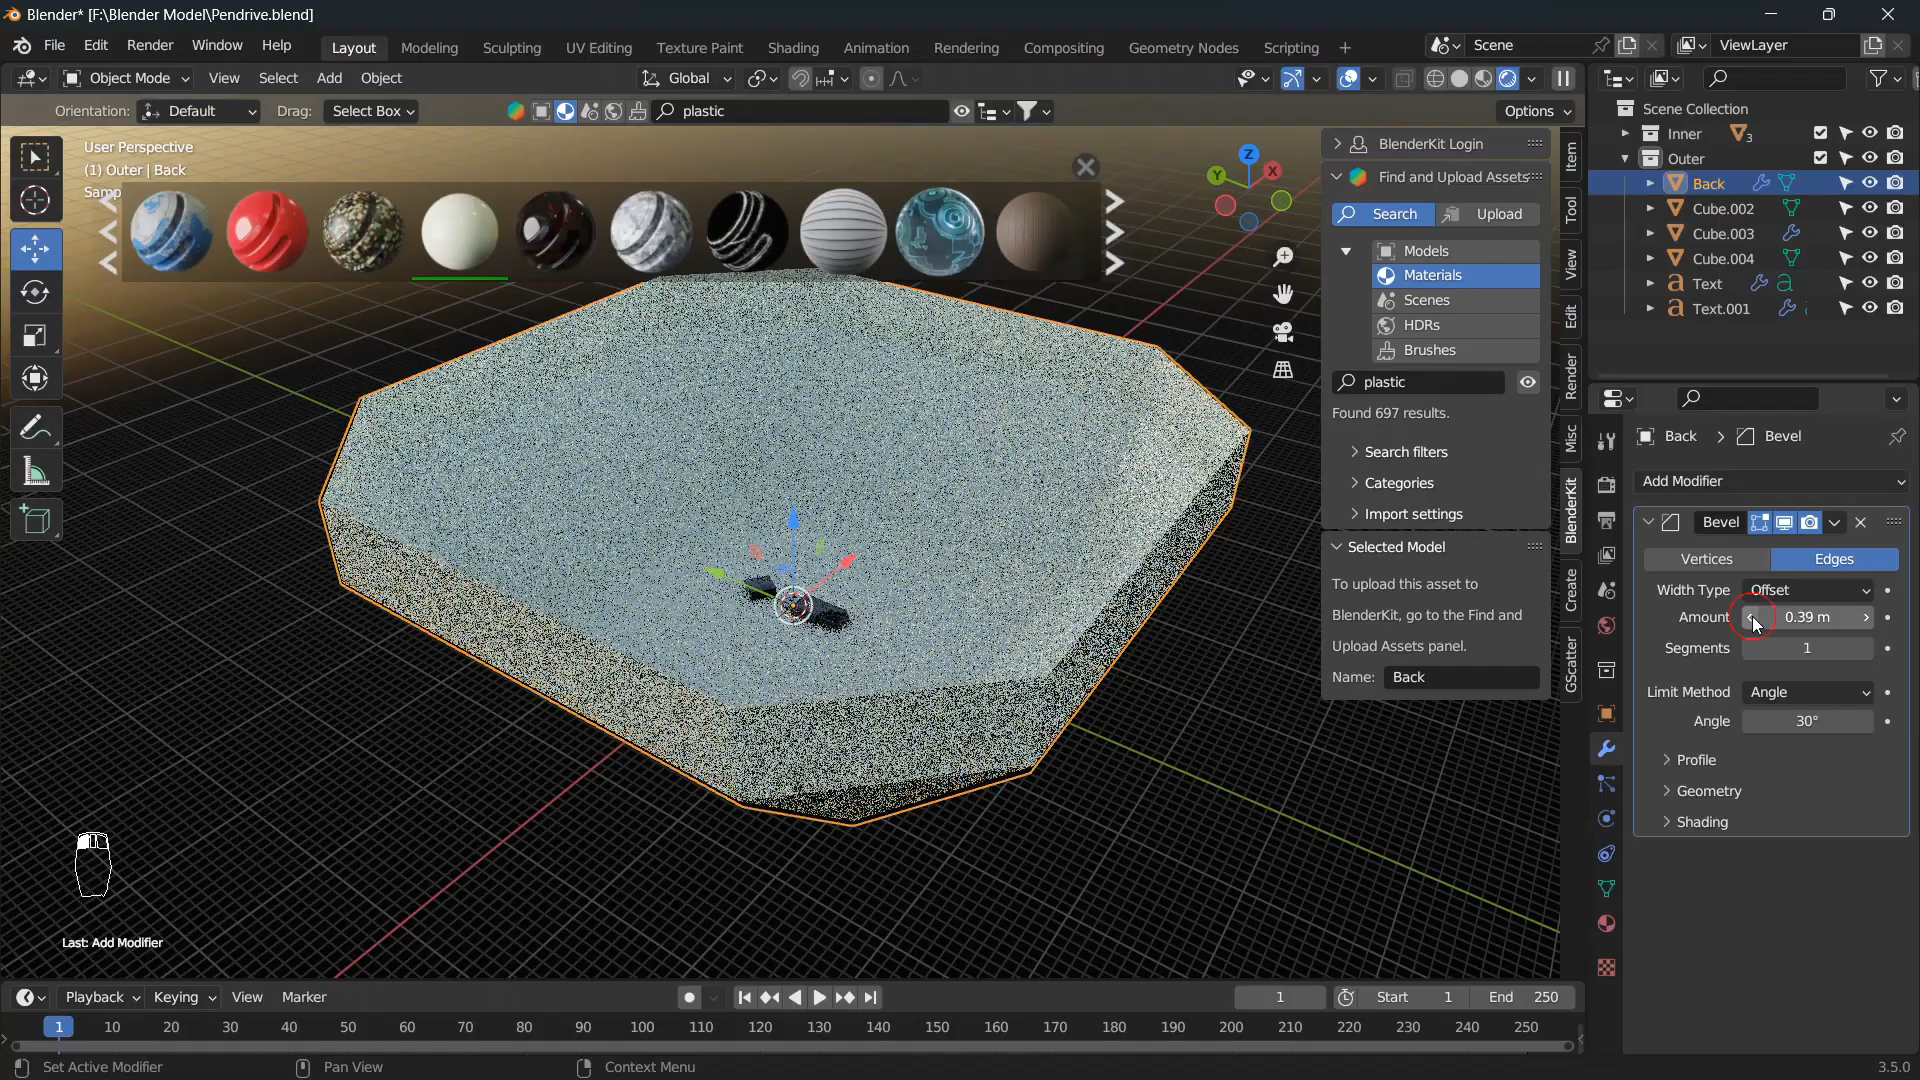 Blender* [F:\Blender Model\Pendrive.blend]
File Edit Render Window Help
Layout Modeling Sculpting UV Editing Texture Paint Shading Animation Rendering Compositing Geometry Nodes Scripting +
Scene
ViewLayer
Object Mode View Select Add Object
Global
Orientation: Default Drag: Select Box
plastic
Options
User Perspective
(1) Outer | Back
Samp
Z
X
Y
BlenderKit Login
Find and Upload Assets
Search Upload
Models
Materials
Scenes
HDRs
Brushes
plastic
Found 697 results.
Search filters
Categories
Import settings
Selected Model
To upload this asset to
BlenderKit, go to the Find and
Upload Assets panel.
Name: Back
Item
Tool
View
Edit
Render
Misc
BlenderKit
Create
GScatter
Scene Collection
Inner 3
Outer
Back
Cube.002
Cube.003
Cube.004
Text
Text.001
Back > Bevel
Add Modifier
Bevel
Vertices Edges
Width Type Offset
Amount 0.39 m
Segments 1
Limit Method Angle
Angle 30°
Profile
Geometry
Shading
Last: Add Modifier
Playback Keying View Marker
1
Start 1
End 250
1 10 20 30 40 50 60 70 80 90 100 110 120 130 140 150 160 170 180 190 200 210 220 230 240 250
Set Active Modifier Pan View Context Menu
3.5.0